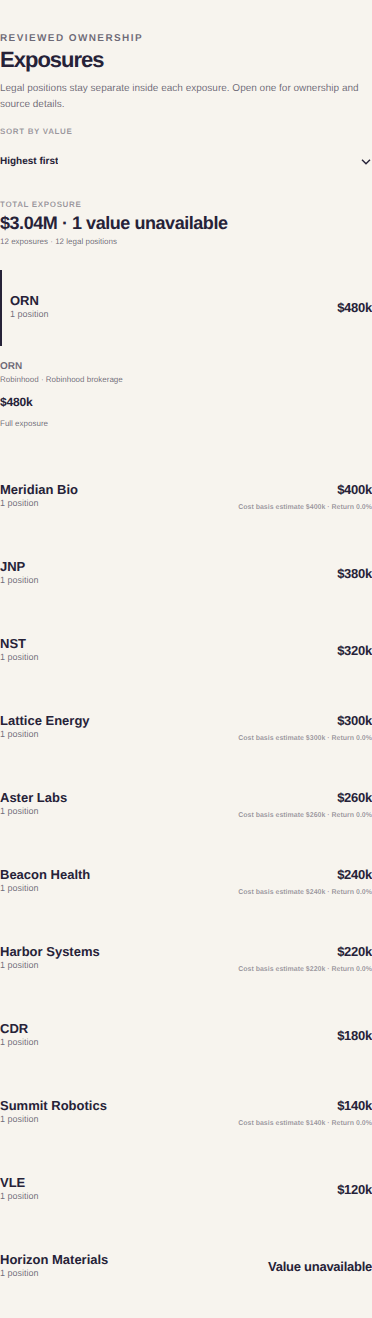 REVIEWED OWNERSHIP
Exposures
Legal positions stay separate inside each exposure. Open one for ownership and
source details.
SORT BY VALUE
Highest first
TOTAL EXPOSURE
$3.04M · 1 value unavailable
12 exposures · 12 legal positions
ORN
1 position
$480k
ORN
Robinhood · Robinhood brokerage
$480k
Full exposure
Meridian Bio
1 position
$400k
Cost basis estimate $400k · Return 0.0%
JNP
1 position
$380k
NST
1 position
$320k
Lattice Energy
1 position
$300k
Cost basis estimate $300k · Return 0.0%
Aster Labs
1 position
$260k
Cost basis estimate $260k · Return 0.0%
Beacon Health
1 position
$240k
Cost basis estimate $240k · Return 0.0%
Harbor Systems
1 position
$220k
Cost basis estimate $220k · Return 0.0%
CDR
1 position
$180k
Summit Robotics
1 position
$140k
Cost basis estimate $140k · Return 0.0%
VLE
1 position
$120k
Horizon Materials
1 position
Value unavailable